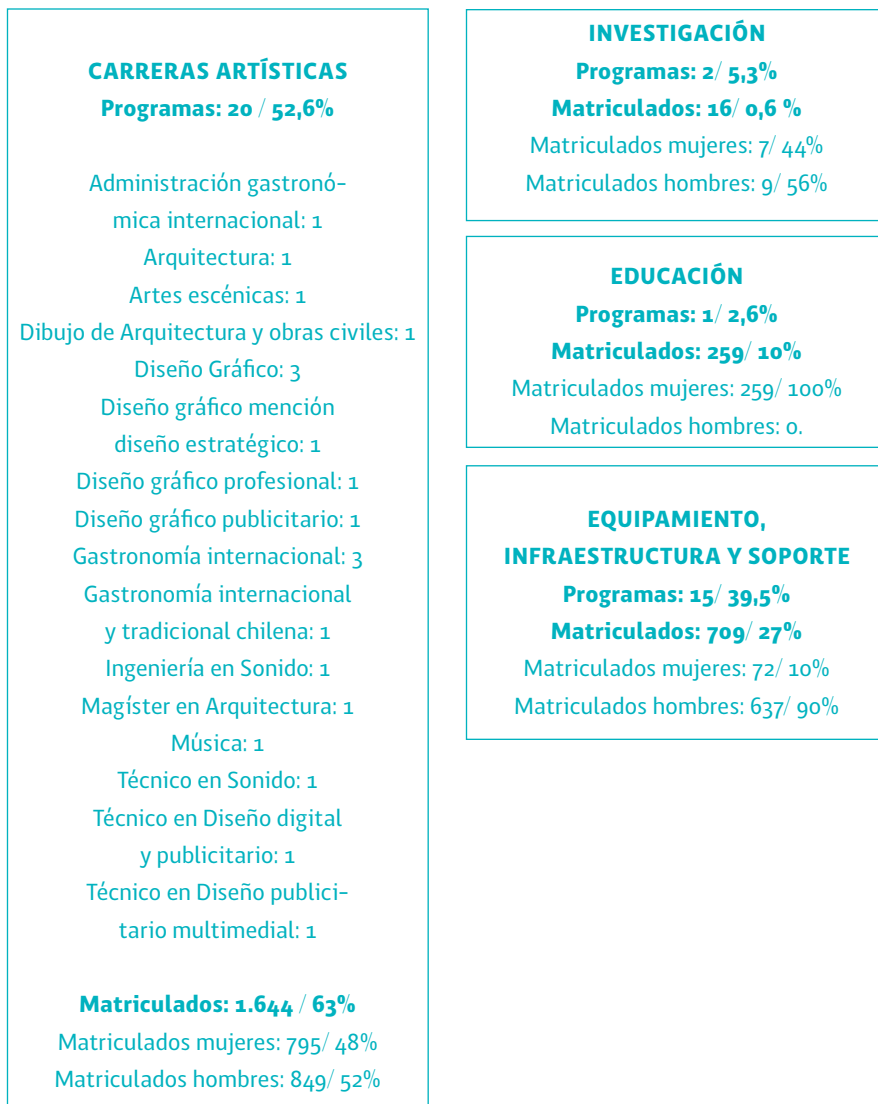 CARRERAS ARTÍSTICAS
Programas: 20 / 52,6%
Administración gastronó-
mica internacional: 1
Arquitectura: 1
Artes escénicas: 1
Dibujo de Arquitectura y obras civiles: 1
Diseño Gráfico: 3
Diseño gráfico mención
diseño estratégico: 1
Diseño gráfico profesional: 1
Diseño gráfico publicitario: 1
Gastronomía internacional: 3
Gastronomía internacional
y tradicional chilena: 1
Ingeniería en Sonido: 1
Magíster en Arquitectura: 1
Música: 1
Técnico en Sonido: 1
Técnico en Diseño digital
y publicitario: 1
Técnico en Diseño publici-
tario multimedial: 1
Matriculados: 1.644 / 63%
Matriculados mujeres: 795/ 48%
Matriculados hombres: 849/ 52%
INVESTIGACIÓN
Programas: 2/ 5,3%
Matriculados: 16/ 0,6 %
Matriculados mujeres: 7/ 44%
Matriculados hombres: 9/ 56%
EDUCACIÓN
Programas: 1/ 2,6%
Matriculados: 259/ 10%
Matriculados mujeres: 259/ 100%
Matriculados hombres: 0.
EQUIPAMIENTO,
INFRAESTRUCTURA Y SOPORTE
Programas: 15/ 39,5%
Matriculados: 709/ 27%
Matriculados mujeres: 72/ 10%
Matriculados hombres: 637/ 90%